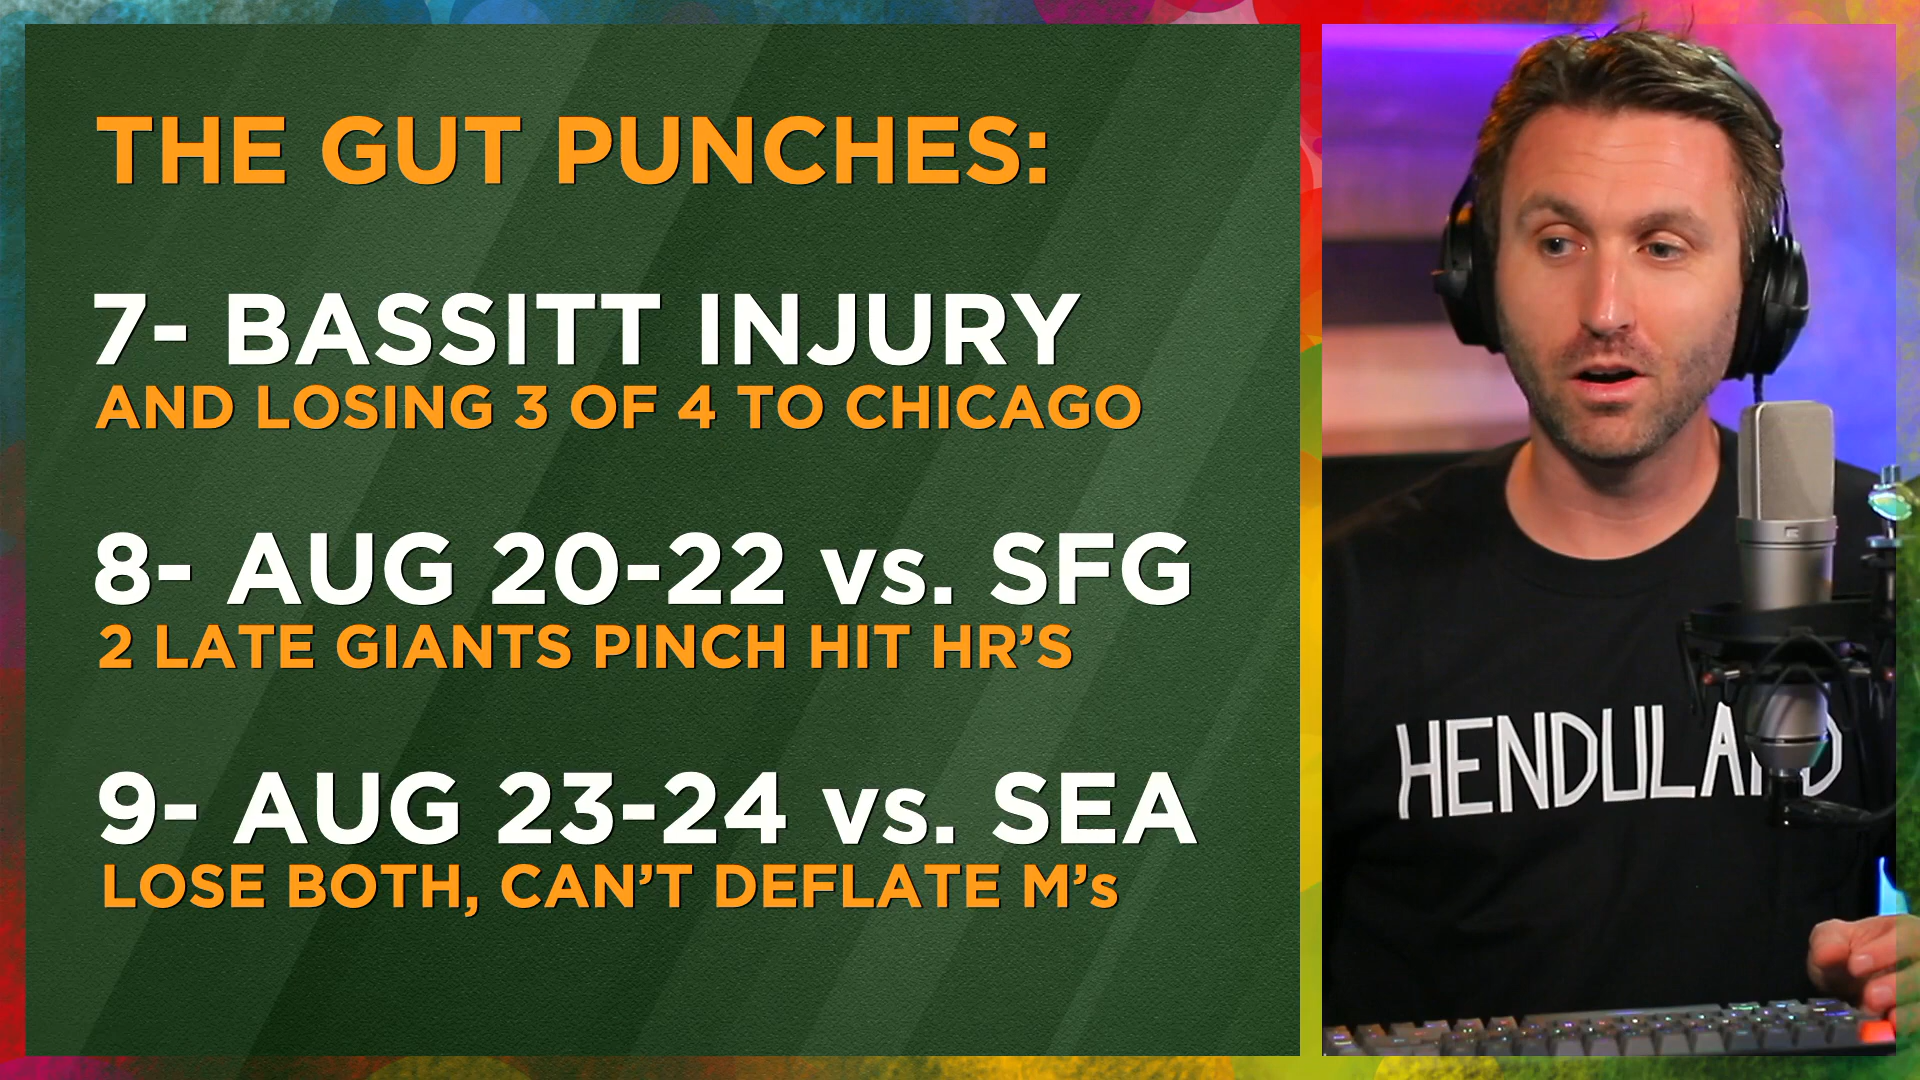 THE GUT PUNCHES:
7- BASSITT INJURY
AND LOSING 3 OF 4 TO CHICAGO
8- AUG 20-22 vs. SFG
2 LATE GIANTS PINCH HIT HR'S
9- AUG 23-24 vs. SEA
LOSE BOTH, CAN'T DEFLATE M's